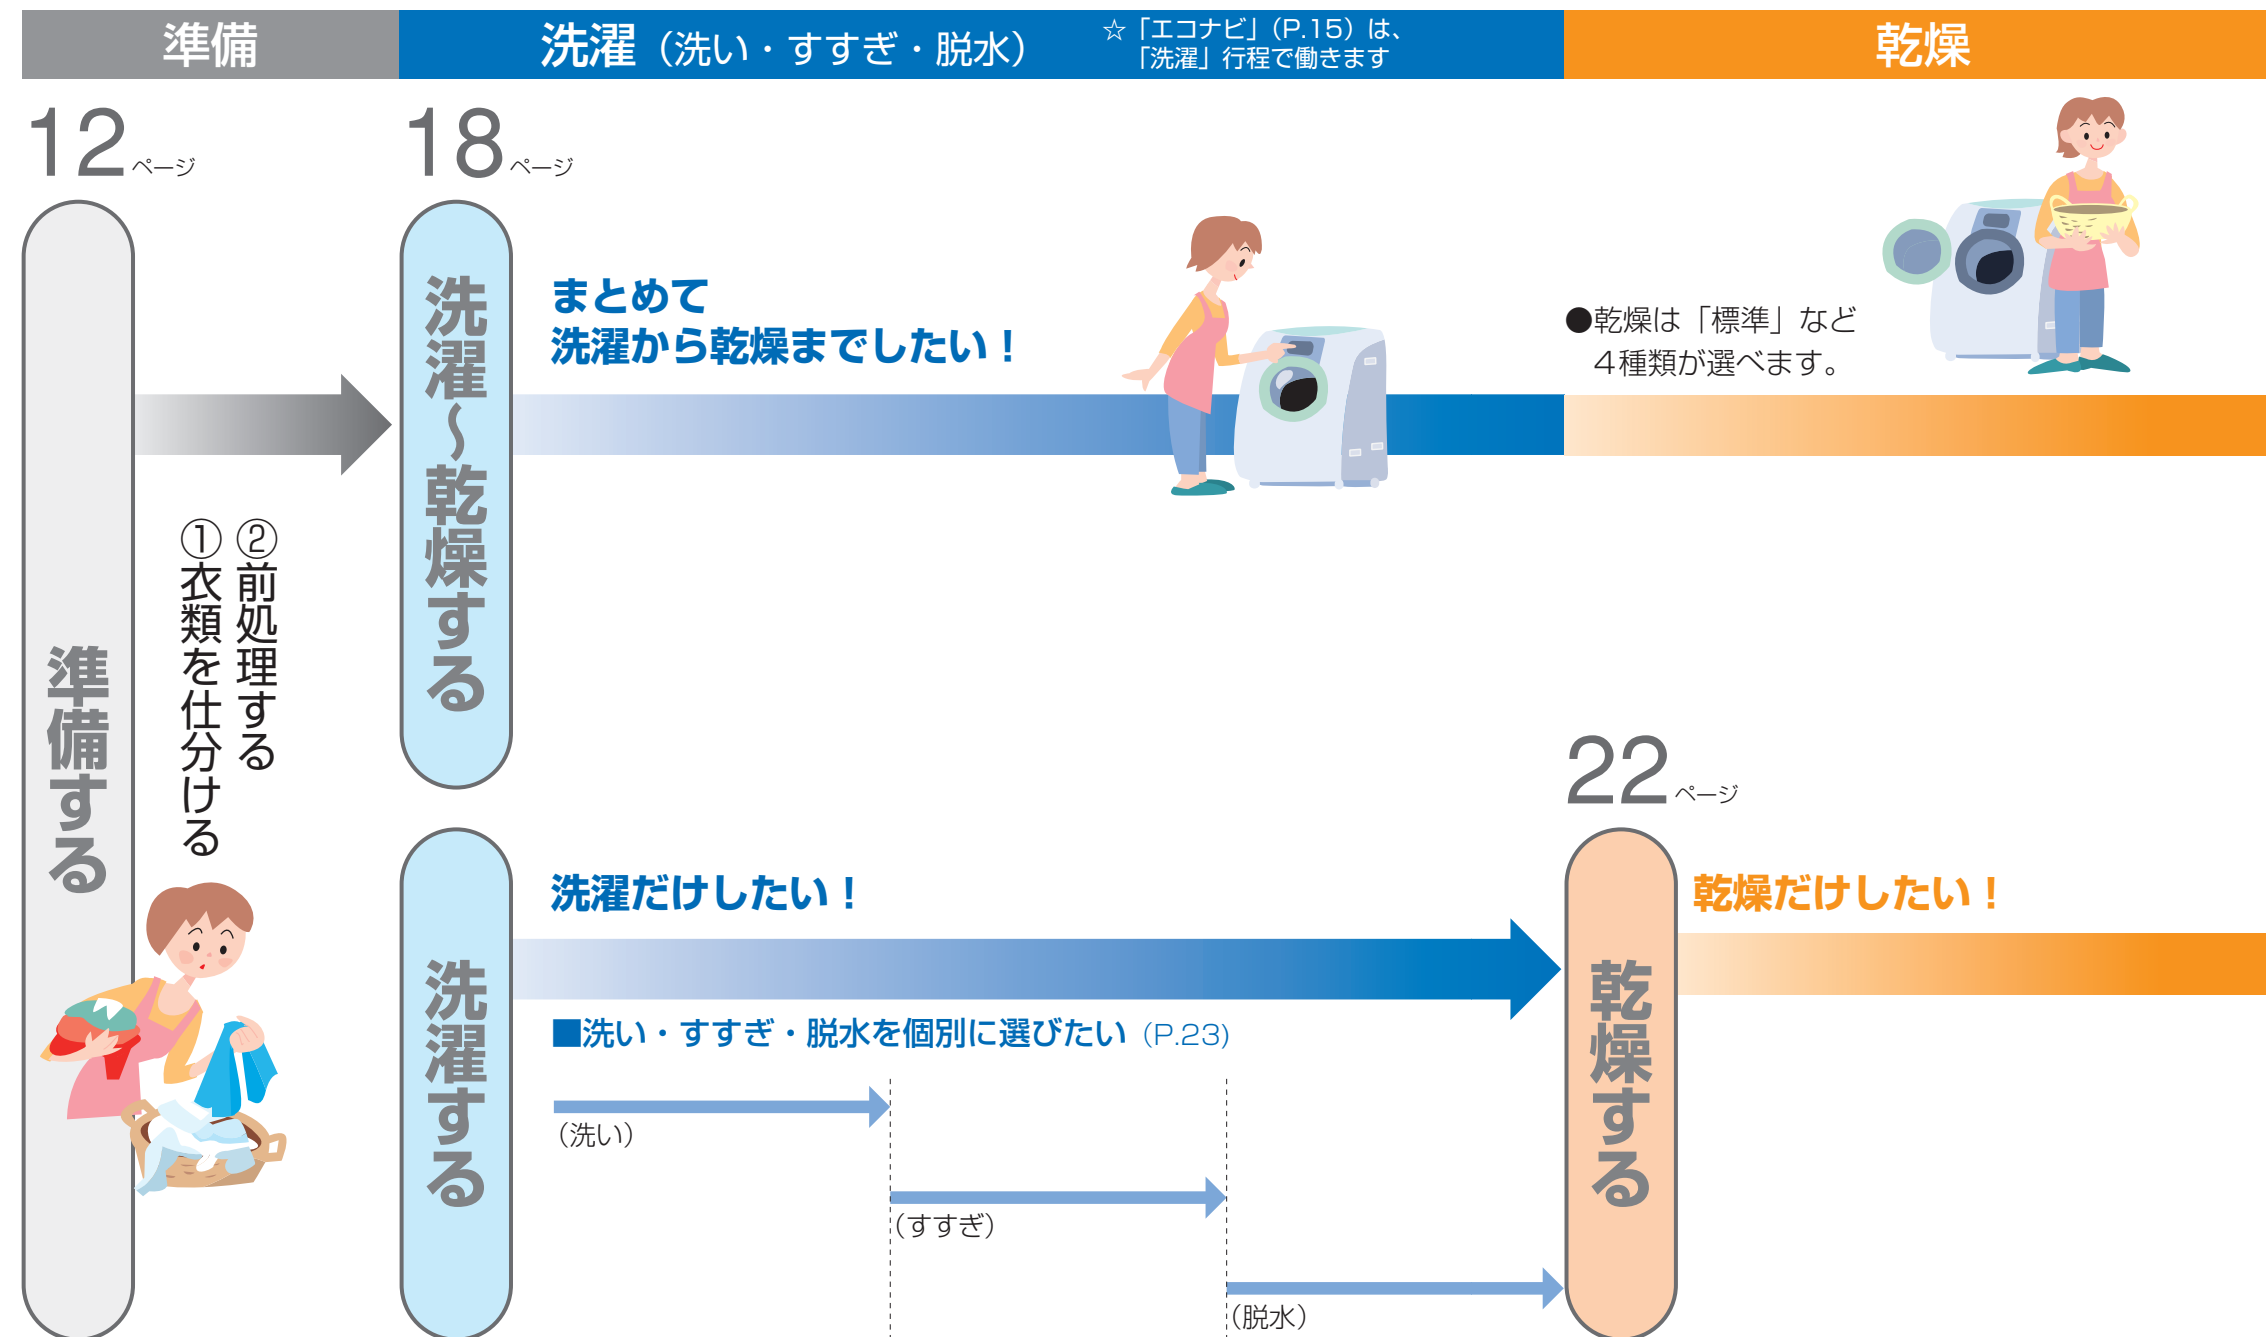 準備
洗濯（洗い・すすぎ・脱水）
☆「エコナビ」（P.15）は、
「洗濯」行程で働きます
乾燥
12ページ
準備する
①衣類を仕分ける
②前処理する
18ページ
洗濯～乾燥する
まとめて
洗濯から乾燥までしたい！
●乾燥は「標準」など
４種類が選べます。
洗濯する
洗濯だけしたい！
■洗い・すすぎ・脱水を個別に選びたい（P.23）
（洗い）
（すすぎ）
（脱水）
22ページ
乾燥する
乾燥だけしたい！